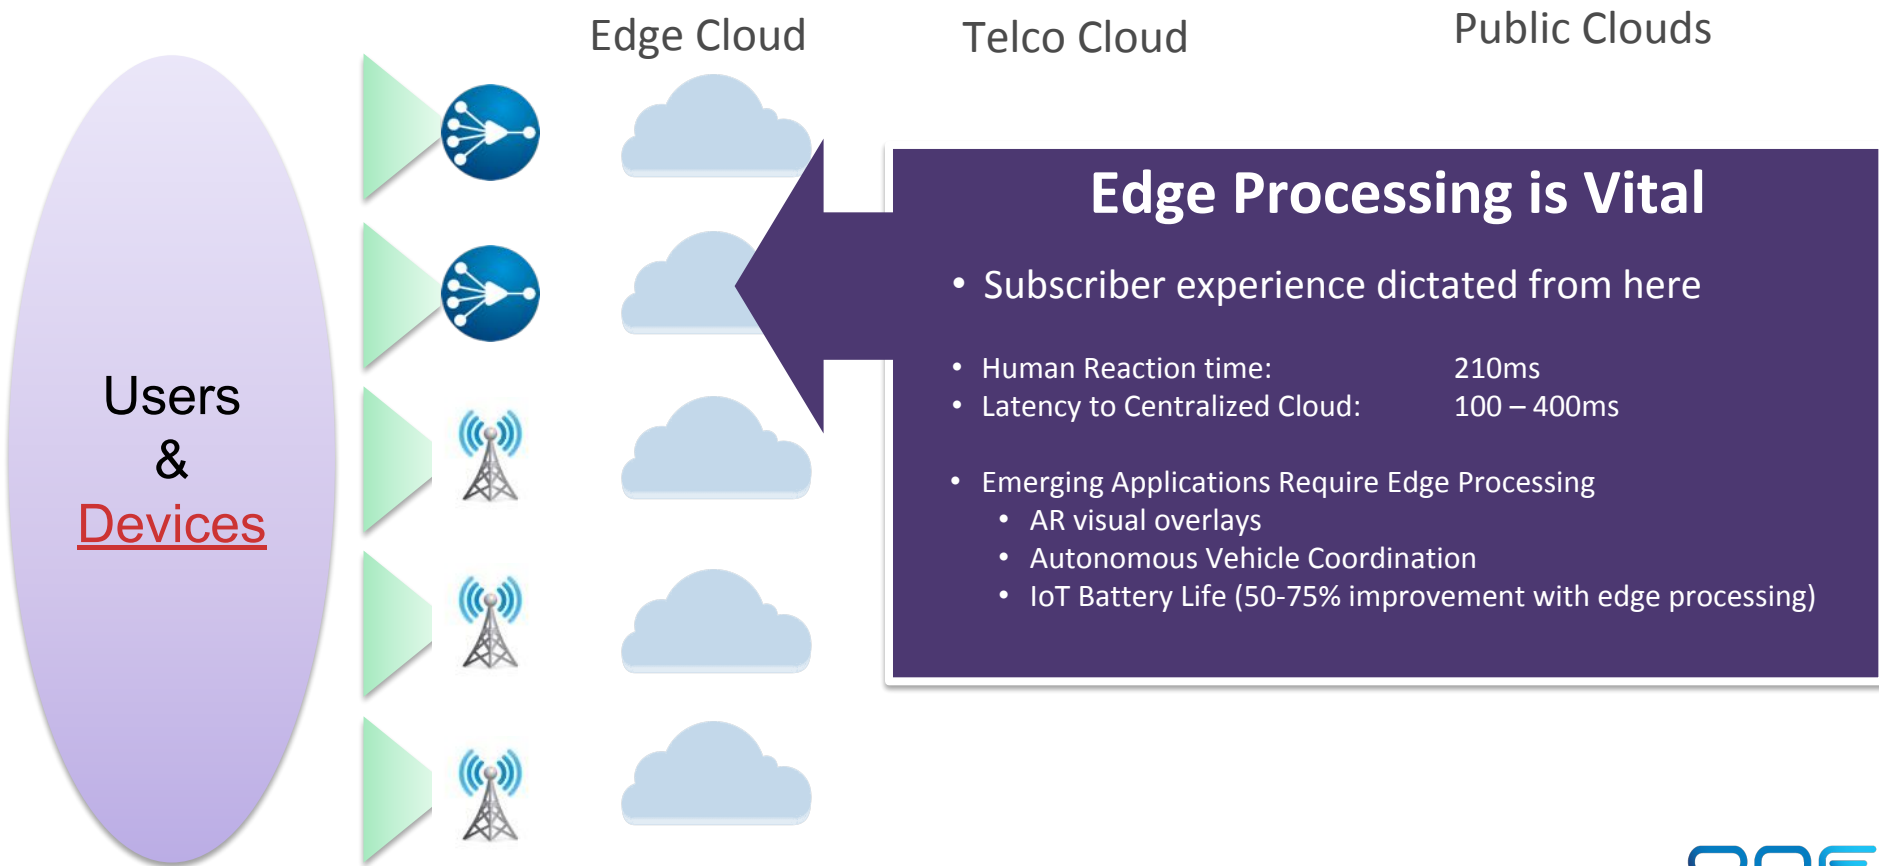 Edge Cloud
Telco Cloud
Public Clouds
Users
&
Devices
Edge Processing is Vital
• Subscriber experience dictated from here
• Human Reaction time: 210ms
• Latency to Centralized Cloud: 100 – 400ms
• Emerging Applications Require Edge Processing
• AR visual overlays
• Autonomous Vehicle Coordination
• IoT Battery Life (50-75% improvement with edge processing)